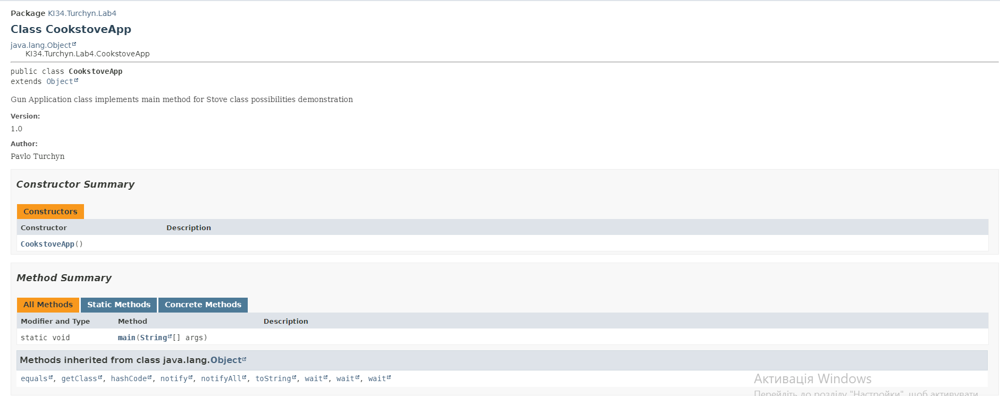 Package KI34.Turchyn.Lab4
Class CookstoveApp
java.lang.Object
KI34.Turchyn.Lab4.CookstoveApp
public class CookstoveApp
extends Object
Gun Application class implements main method for Stove class possibilities demonstration
Version:
1.0
Author:
Pavlo Turchyn
Constructor Summary
Constructors
Constructor Description
CookstoveApp()
Method Summary
All Methods Static Methods Concrete Methods
Modifier and Type Method Description
static void main(String[] args)
Methods inherited from class java.lang.Object
equals, getClass, hashCode, notify, notifyAll, toString, wait, wait, wait
Активація Windows
Перейдіть до розділу "Настройки", щоб активувати